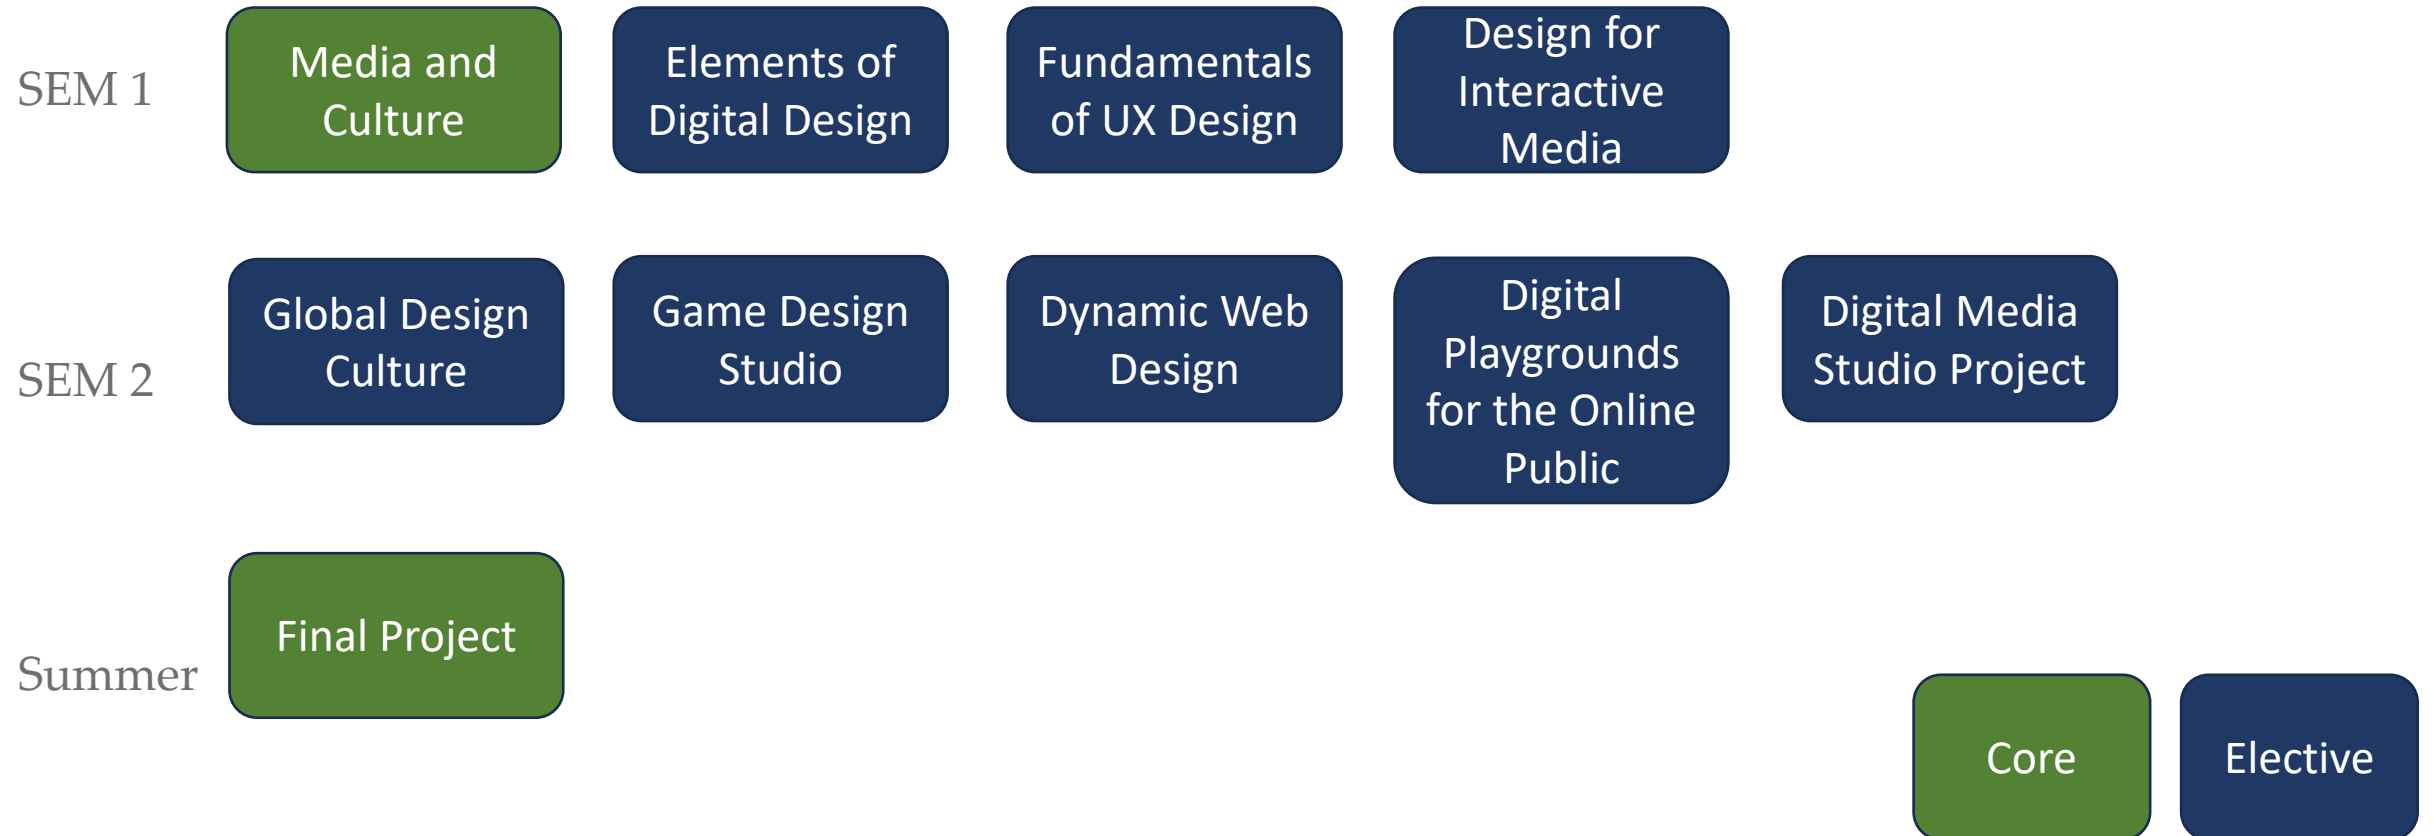 SEM 1
Media and
Culture
Elements of
Digital Design
Fundamentals
of UX Design
Design for
Interactive
Media
SEM 2
Global Design
Culture
Game Design
Studio
Dynamic Web
Design
Digital
Playgrounds
for the Online
Public
Digital Media
Studio Project
Summer
Final Project
Core
Elective